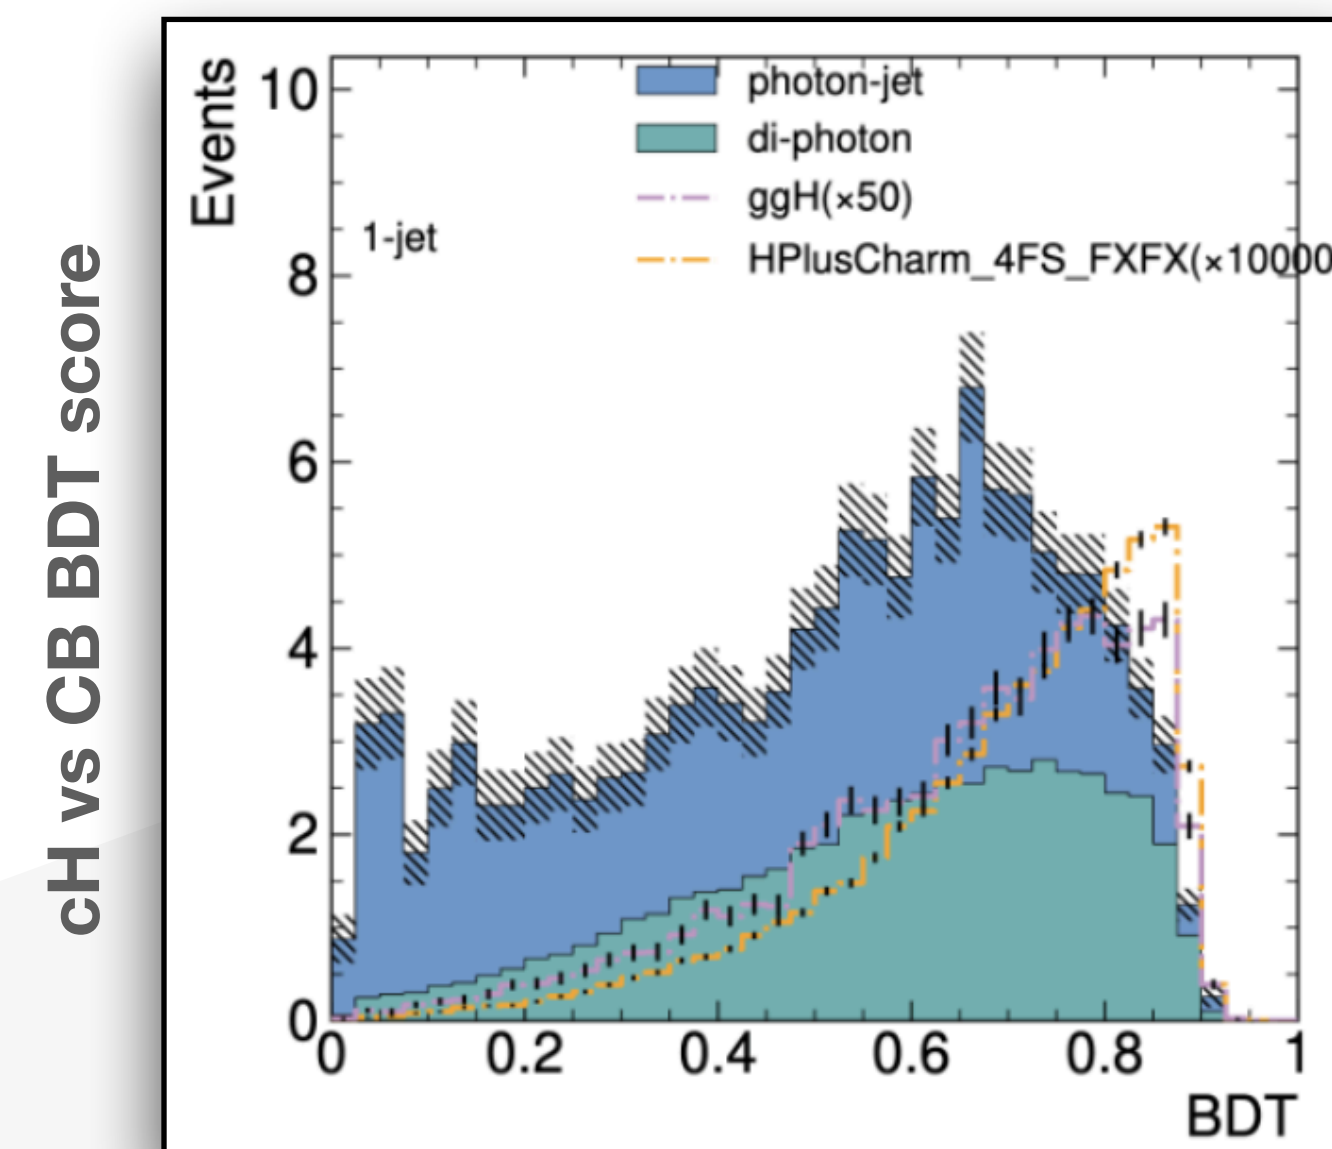 cH vs CB BDT score
Events
photon-jet
di-photon
ggH(×50)
HPlusCharm_4FS_FXFX(×10000
1-jet
10
8
6
4
2
0
0 0.2 0.4 0.6 0.8 1
BDT